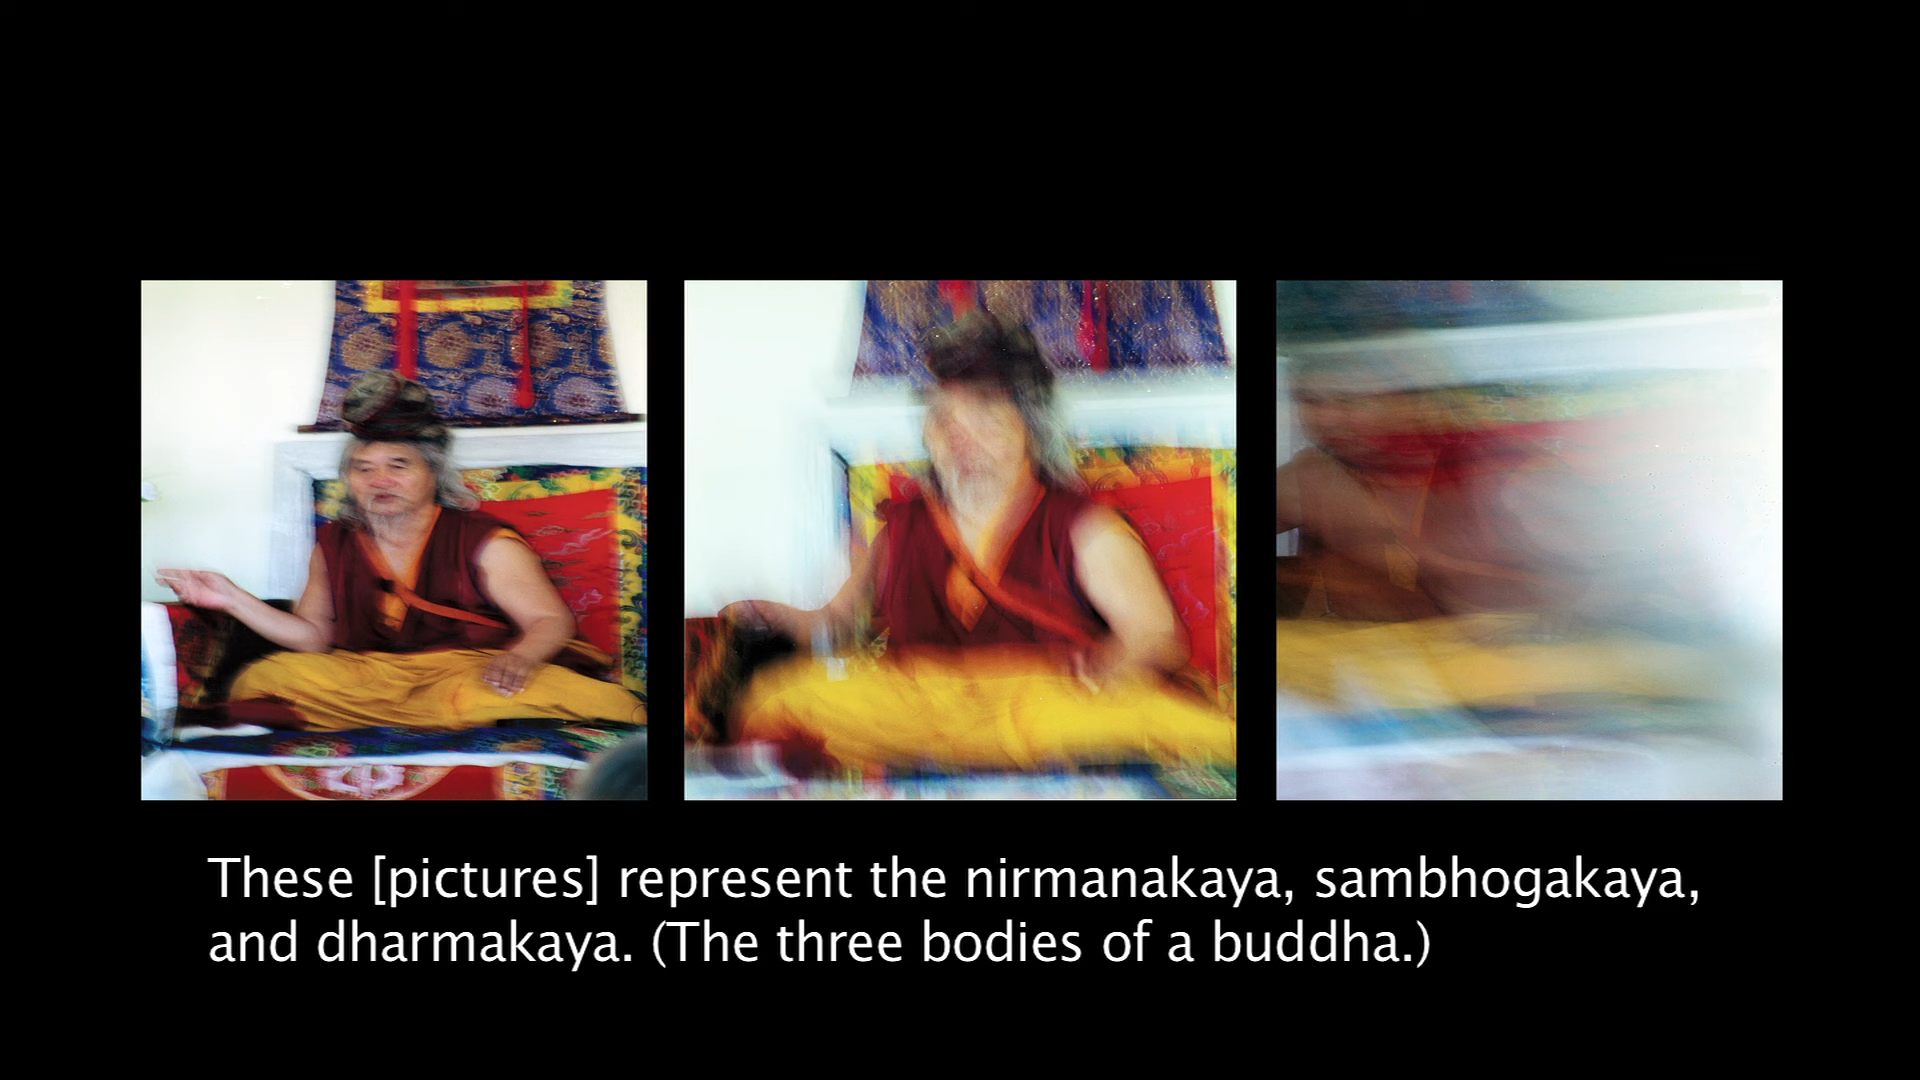 These [pictures] represent the nirmanakaya, sambhogakaya,
and dharmakaya. (The three bodies of a buddha.)